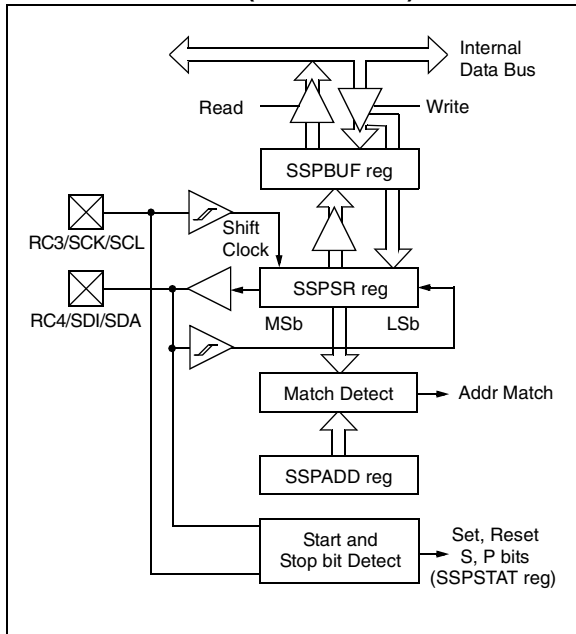 Internal
Data Bus
Read
Write
SSPBUF reg
RC3/SCK/SCL
Shift
Clock
SSPSR reg
RC4/SDI/SDA
MSb
LSb
Match Detect
Addr Match
SSPADD reg
Start and
Stop bit Detect
Set, Reset
S, P bits
(SSPSTAT reg)